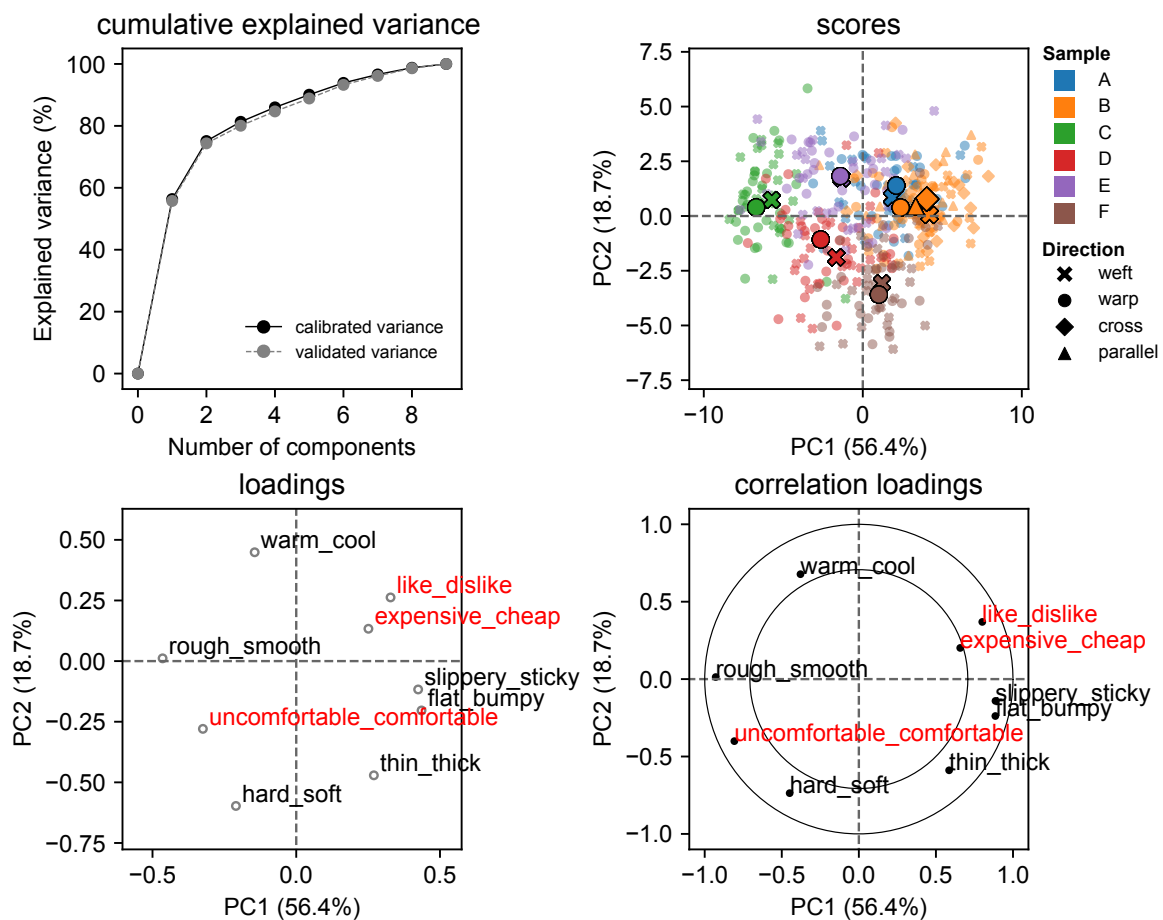 cumulative explained variance
100
80
60
40
20
0
Explained variance (%)
calibrated variance
validated variance
0
2
4
6
8
Number of components
scores
7.5
5.0
2.5
0.0
−2.5
−5.0
−7.5
PC2 (18.7%)
−10
0
10
PC1 (56.4%)
Sample
A
B
C
D
E
F
Direction
weft
warp
cross
parallel
loadings
0.50
0.25
0.00
−0.25
−0.50
−0.75
PC2 (18.7%)
warm_cool
like_dislike
expensive_cheap
rough_smooth
slippery_sticky
flat_bumpy
uncomfortable_comfortable
thin_thick
hard_soft
−0.5
0.0
0.5
PC1 (56.4%)
correlation loadings
1.0
0.5
0.0
−0.5
−1.0
PC2 (18.7%)
warm_cool
like_dislike
expensive_cheap
rough_smooth
slippery_sticky
flat_bumpy
uncomfortable_comfortable
thin_thick
hard_soft
−1.0
−0.5
0.0
0.5
1.0
PC1 (56.4%)